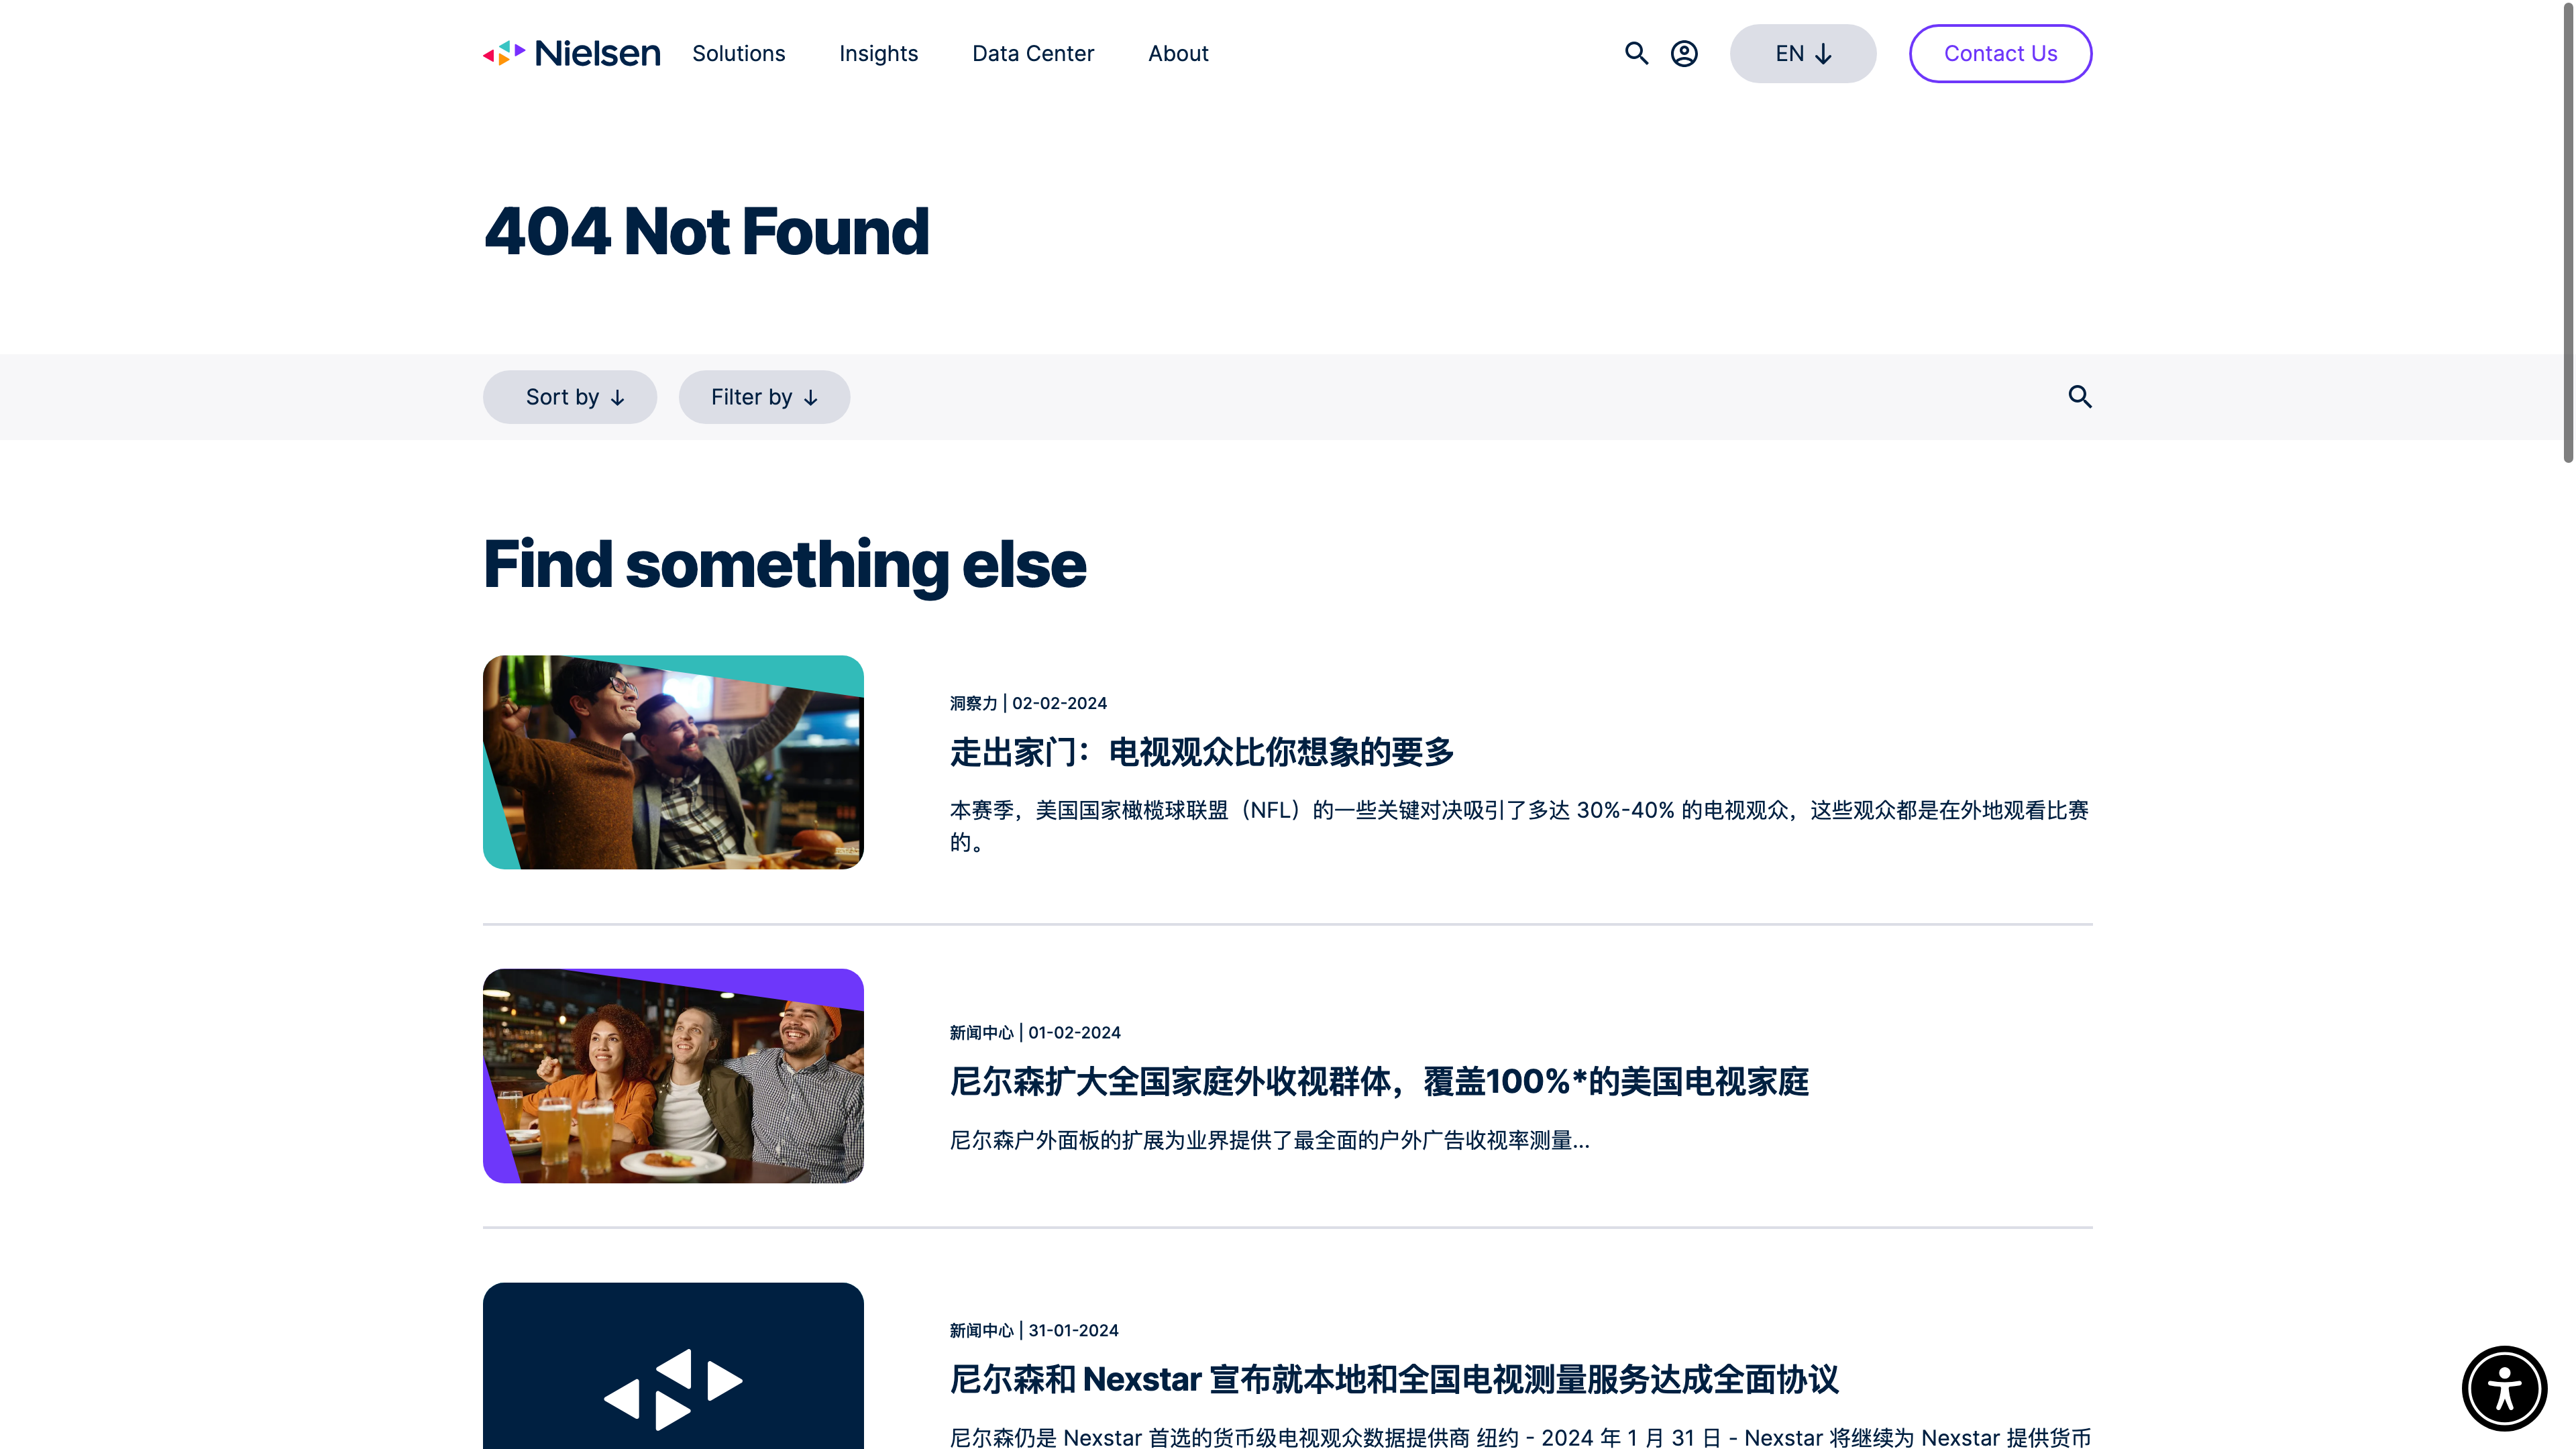 Nielsen
Solutions
Insights
Data Center
About
EN
Contact Us
404 Not Found
Sort by
Filter by
Find something else
洞察力 | 02-02-2024
走出家门：电视观众比你想象的要多
本赛季，美国国家橄榄球联盟（NFL）的一些关键对决吸引了多达 30%-40% 的电视观众，这些观众都是在外地观看比赛
的。
新闻中心 | 01-02-2024
尼尔森扩大全国家庭外收视群体，覆盖100%*的美国电视家庭
尼尔森户外面板的扩展为业界提供了最全面的户外广告收视率测量...
新闻中心 | 31-01-2024
尼尔森和 Nexstar 宣布就本地和全国电视测量服务达成全面协议
尼尔森仍是 Nexstar 首选的货币级电视观众数据提供商 纽约 - 2024 年 1 月 31 日 - Nexstar 将继续为 Nexstar 提供货币